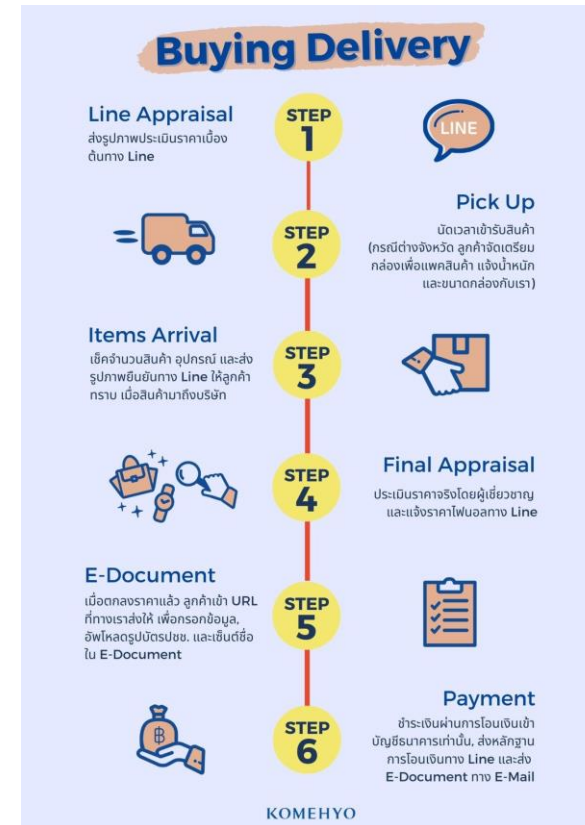 Buying Delivery
Line Appraisal
ส่งรูปภาพประเมินราคาเบื้อง
ต้นทาง Line
STEP
1
LINE
Pick Up
นัดเวลาเข้ารับสินค้า
(กรณีต่างจังหวัด ลูกค้าจัดเตรียม
กล่องเพื่อแพคสินค้า แจ้งน้ำหนัก
และขนาดกล่องกับเรา)
STEP
2
Items Arrival
เช็คจำนวนสินค้า อุปกรณ์ และส่ง
รูปภาพยืนยันทาง Line ให้ลูกค้า
ทราบ เมื่อสินค้ามาถึงบริษัท
STEP
3
Final Appraisal
ประเมินราคาจริงโดยผู้เชี่ยวชาญ
และแจ้งราคาไฟนอลทาง Line
STEP
4
E-Document
เมื่อตกลงราคาแล้ว ลูกค้าเข้า URL
ที่ทางเราส่งให้ เพื่อกรอกข้อมูล,
อัพโหลดรูปบัตรปชช. และเซ็นต์ชื่อ
ใน E-Document
STEP
5
Payment
ชำระเงินผ่านการโอนเงินเข้า
บัญชีธนาคารเท่านั้น, ส่งหลักฐาน
การโอนเงินทาง Line และส่ง
E-Document ทาง E-Mail
STEP
6
฿
KOMEHYO